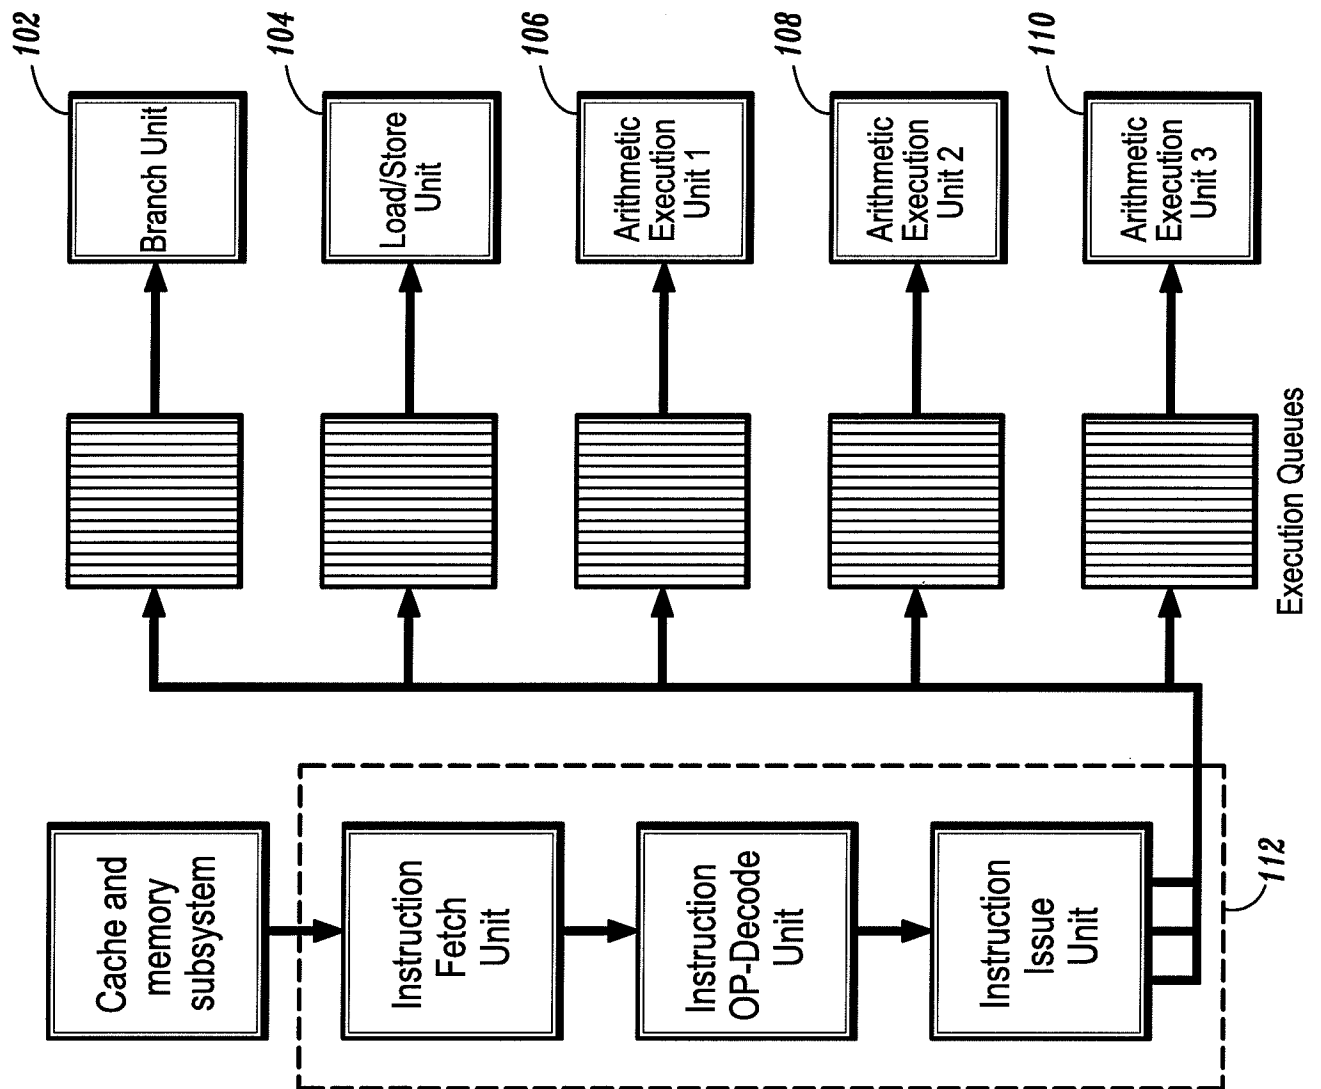 102
Branch Unit
104
Load/Store
Unit
106
Arithmetic
Execution
Unit 1
108
Arithmetic
Execution
Unit 2
110
Arithmetic
Execution
Unit 3
Execution Queues
Cache and
memory
subsystem
Instruction
Fetch
Unit
Instruction
OP-Decode
Unit
Instruction
Issue
Unit
112